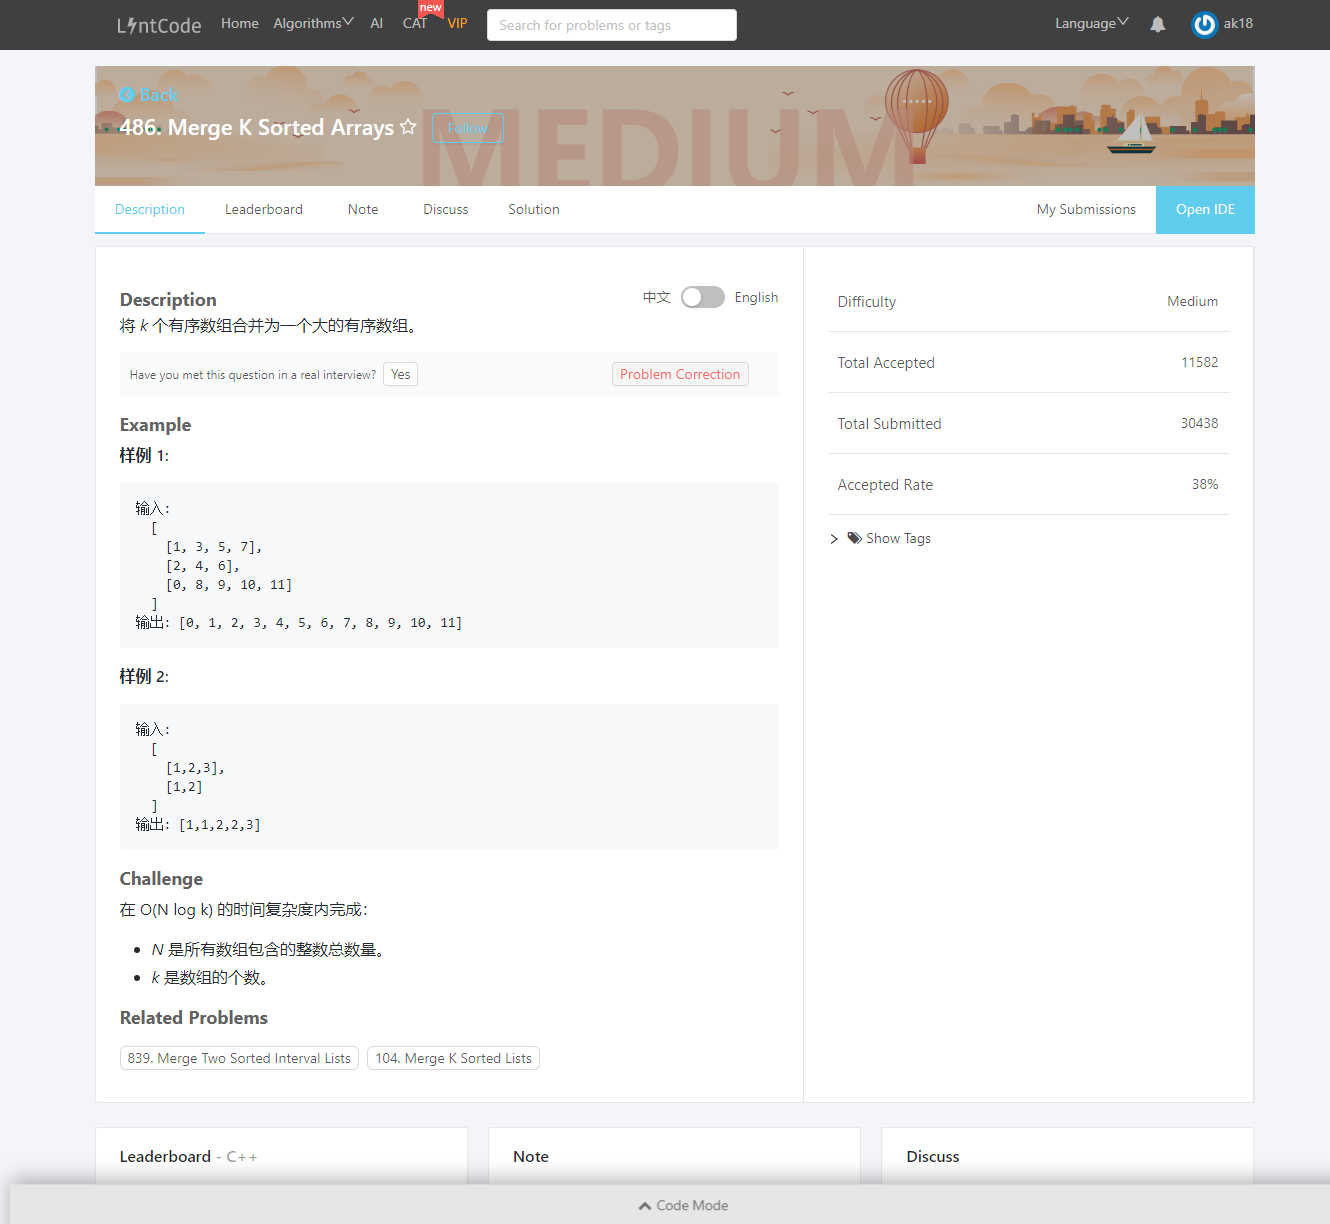 LintCode Home Algorithms AI CAT new VIP Search for problems or tags Language ak18
Back
MEDIUM
486. Merge K Sorted Arrays Follow
Description Leaderboard Note Discuss Solution My Submissions Open IDE
Description 中文 English
将 k 个有序数组合并为一个大的有序数组。
Have you met this question in a real interview? Yes Problem Correction
Example
样例 1:
输入:
[
[1, 3, 5, 7],
[2, 4, 6],
[0, 8, 9, 10, 11]
]
输出: [0, 1, 2, 3, 4, 5, 6, 7, 8, 9, 10, 11]
样例 2:
输入:
[
[1,2,3],
[1,2]
]
输出: [1,1,2,2,3]
Challenge
在 O(N log k) 的时间复杂度内完成：
• N 是所有数组包含的整数总数量。
• k 是数组的个数。
Related Problems
839. Merge Two Sorted Interval Lists 104. Merge K Sorted Lists
Difficulty Medium
Total Accepted 11582
Total Submitted 30438
Accepted Rate 38%
Show Tags
Leaderboard - C++ Note Discuss
Code Mode